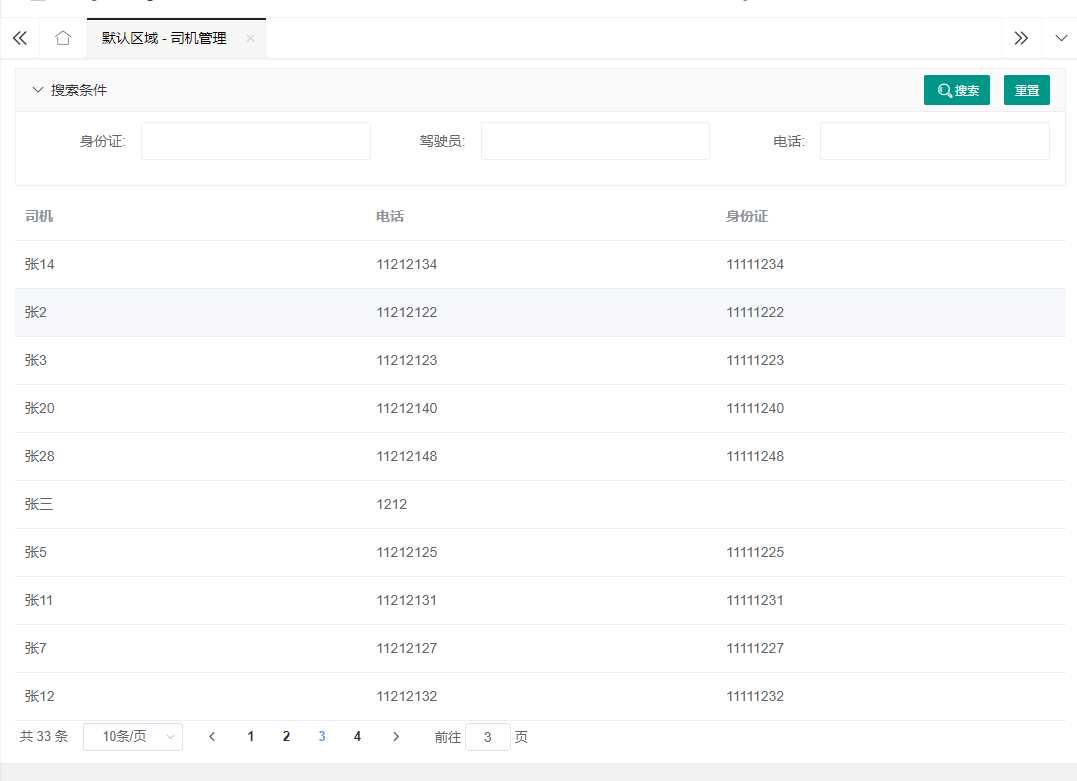 默认区域 - 司机管理
搜索条件 搜索 重置
身份证: 驾驶员: 电话:
司机 电话 身份证
张14 11212134 11111234
张2 11212122 11111222
张3 11212123 11111223
张20 11212140 11111240
张28 11212148 11111248
张三 1212
张5 11212125 11111225
张11 11212131 11111231
张7 11212127 11111227
张12 11212132 11111232
共 33 条 10条/页 1 2 3 4 前往 3 页